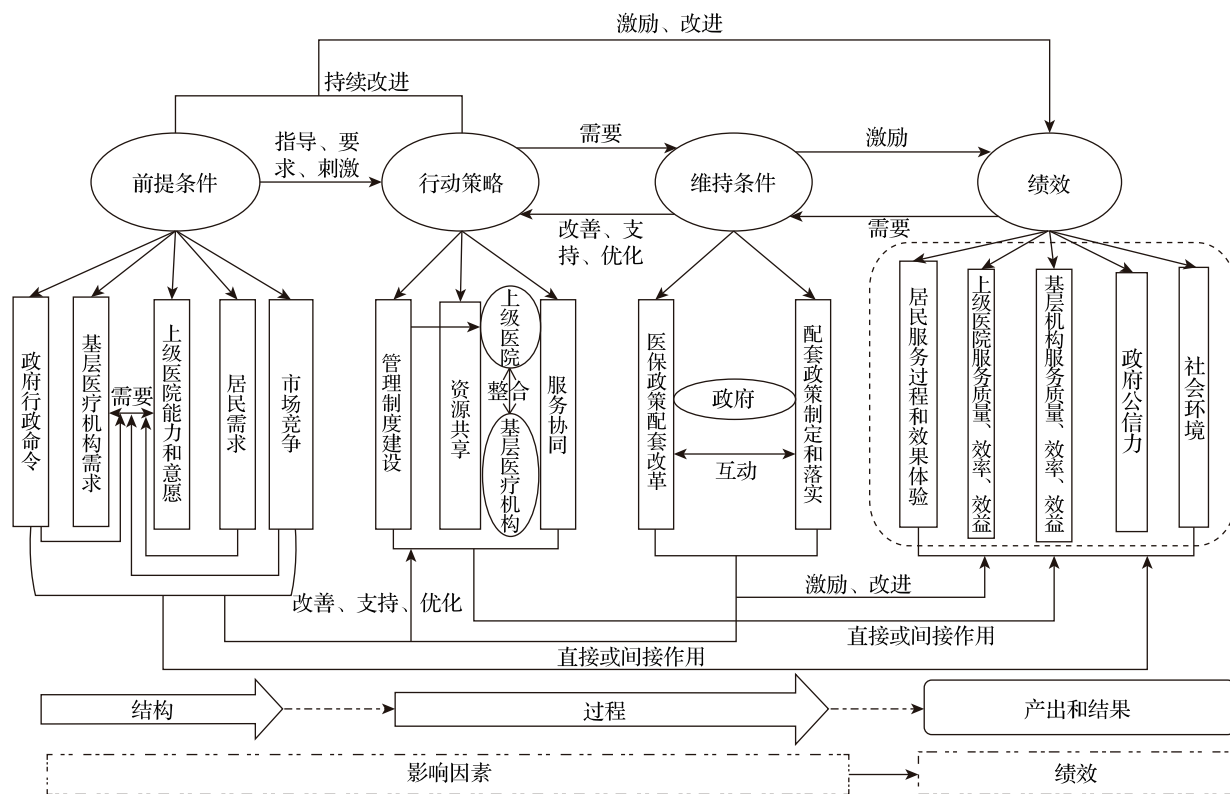 激励、改进
持续改进
指导、要
求、刺激
需要
激励
前提条件
行动策略
维持条件
绩效
改善、支
持、优化
需要
政府行政命令
基层医疗机构需求
需要
上级医院能力和意愿
居民需求
市场竞争
管理制度建设
资源共享
上级医院
整合
基层医疗机构
服务协同
医保政策配套改革
政府
互动
配套政策制定和落实
居民服务过程和效果体验
上级医院服务质量、效率、效益
基层机构服务质量、效率、效益
政府公信力
社会环境
改善、支持、优化
激励、改进
直接或间接作用
直接或间接作用
结构
过程
产出和结果
影响因素
绩效